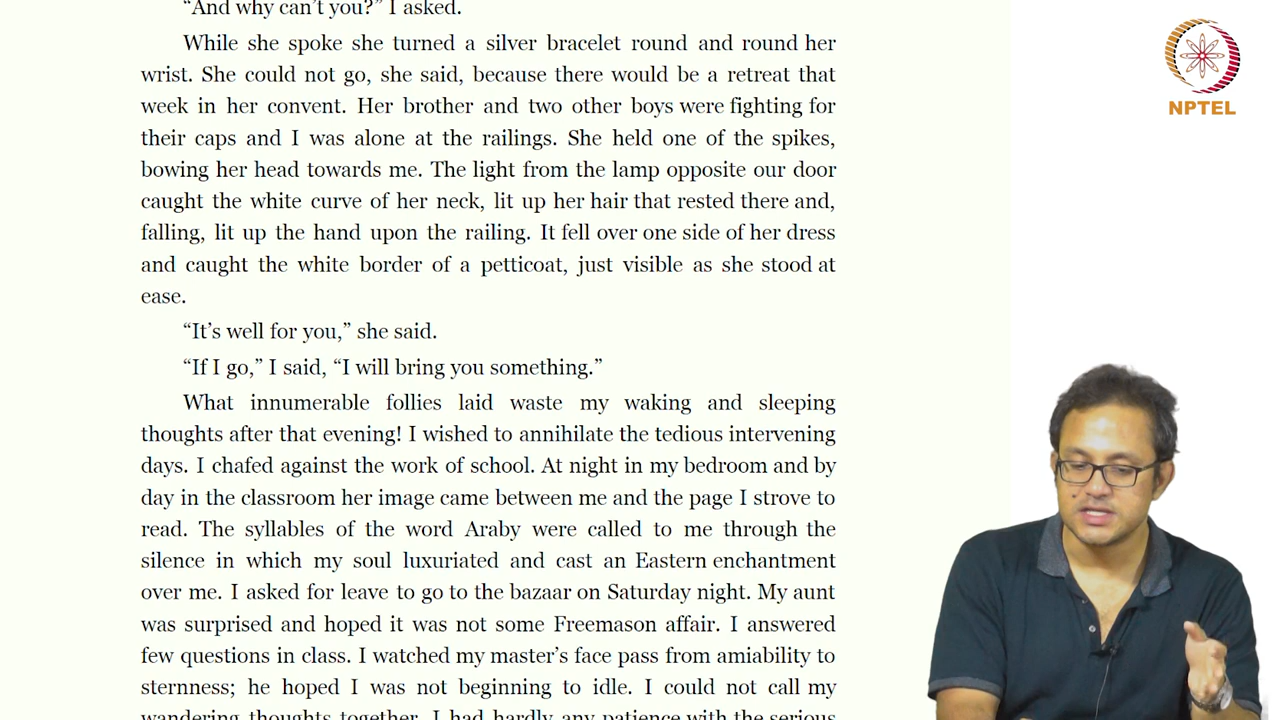 “And why can’t you?” I asked.
While she spoke she turned a silver bracelet round and round her
wrist. She could not go, she said, because there would be a retreat that
week in her convent. Her brother and two other boys were fighting for
their caps and I was alone at the railings. She held one of the spikes,
bowing her head towards me. The light from the lamp opposite our door
caught the white curve of her neck, lit up her hair that rested there and,
falling, lit up the hand upon the railing. It fell over one side of her dress
and caught the white border of a petticoat, just visible as she stood at
ease.
“It’s well for you,” she said.
“If I go,” I said, “I will bring you something.”
What innumerable follies laid waste my waking and sleeping
thoughts after that evening! I wished to annihilate the tedious intervening
days. I chafed against the work of school. At night in my bedroom and by
day in the classroom her image came between me and the page I strove to
read. The syllables of the word Araby were called to me through the
silence in which my soul luxuriated and cast an Eastern enchantment
over me. I asked for leave to go to the bazaar on Saturday night. My aunt
was surprised and hoped it was not some Freemason affair. I answered
few questions in class. I watched my master’s face pass from amiability to
sternness; he hoped I was not beginning to idle. I could not call my
wandering thoughts together. I had hardly any patience with the serious
NPTEL